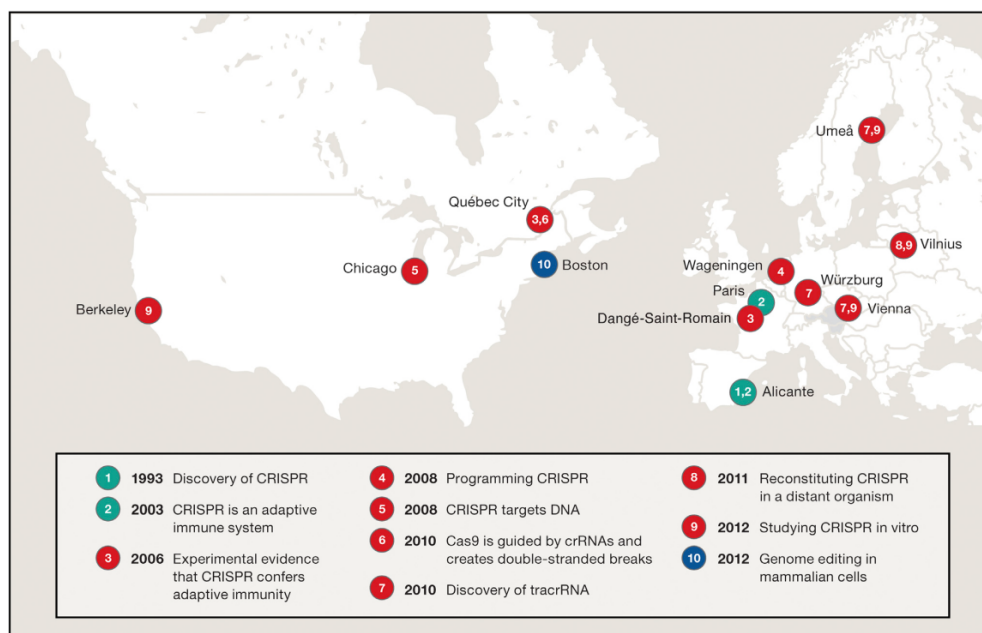 Umeå
7,9
Québec City
3,6
8,9
Vilnius
Chicago
5
10
Boston
Wageningen
4
Würzburg
Paris
2
7
Berkeley
9
7,9
Vienna
Dangé-Saint-Romain
3
1,2
Alicante
1 1993 Discovery of CRISPR
2 2003 CRISPR is an adaptive
immune system
3 2006 Experimental evidence
that CRISPR confers
adaptive immunity
4 2008 Programming CRISPR
5 2008 CRISPR targets DNA
6 2010 Cas9 is guided by crRNAs and
creates double-stranded breaks
7 2010 Discovery of tracrRNA
8 2011 Reconstituting CRISPR
in a distant organism
9 2012 Studying CRISPR in vitro
10 2012 Genome editing in
mammalian cells